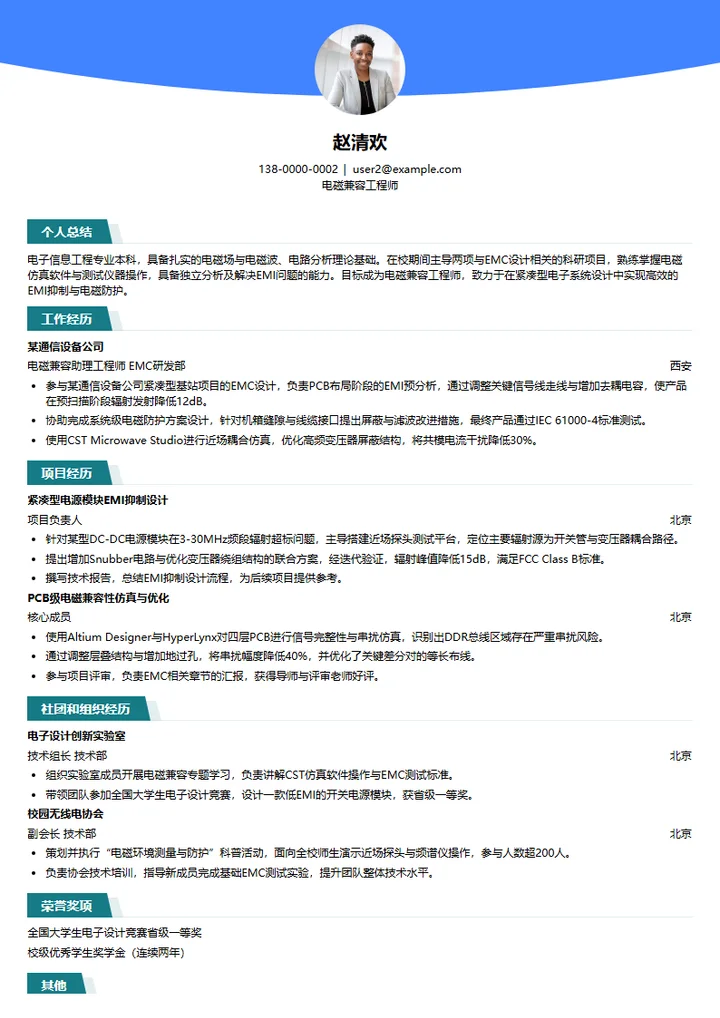 赵清欢
138-0000-0002 | user2@example.com
电磁兼容工程师
个人总结
电子信息工程专业本科，具备扎实的电磁场与电磁波、电路分析理论基础。在校期间主导两项与EMC设计相关的科研项目，熟练掌握电磁
仿真软件与测试仪器操作，具备独立分析及解决EMI问题的能力。目标成为电磁兼容工程师，致力于在紧凑型电子系统设计中实现高效的
EMI抑制与电磁防护。
工作经历
某通信设备公司
电磁兼容助理工程师 EMC研发部 西安
• 参与某通信设备公司紧凑型基站项目的EMC设计，负责PCB布局阶段的EMI预分析，通过调整关键信号线走线与增加去耦电容，使产品
在预扫描阶段辐射发射降低12dB。
• 协助完成系统级电磁防护方案设计，针对机箱缝隙与线缆接口提出屏蔽与滤波改进措施，最终产品通过IEC 61000-4标准测试。
• 使用CST Microwave Studio进行近场耦合仿真，优化高频变压器屏蔽结构，将共模电流干扰降低30%。
项目经历
紧凑型电源模块EMI抑制设计
项目负责人 北京
• 针对某型DC-DC电源模块在3-30MHz频段辐射超标问题，主导搭建近场探头测试平台，定位主要辐射源为开关管与变压器耦合路径。
• 提出增加Snubber电路与优化变压器绕组结构的联合方案，经迭代验证，辐射峰值降低15dB，满足FCC Class B标准。
• 撰写技术报告，总结EMI抑制设计流程，为后续项目提供参考。
PCB级电磁兼容性仿真与优化
核心成员 北京
• 使用Altium Designer与HyperLynx对四层PCB进行信号完整性与串扰仿真，识别出DDR总线区域存在严重串扰风险。
• 通过调整层叠结构与增加地过孔，将串扰幅度降低40%，并优化了关键差分对的等长布线。
• 参与项目评审，负责EMC相关章节的汇报，获得导师与评审老师好评。
社团和组织经历
电子设计创新实验室
技术组长 技术部 北京
• 组织实验室成员开展电磁兼容专题学习，负责讲解CST仿真软件操作与EMC测试标准。
• 带领团队参加全国大学生电子设计竞赛，设计一款低EMI的开关电源模块，获省级一等奖。
校园无线电协会
副会长 技术部 北京
• 策划并执行“电磁环境测量与防护”科普活动，面向全校师生演示近场探头与频谱仪操作，参与人数超200人。
• 负责协会技术培训，指导新成员完成基础EMC测试实验，提升团队整体技术水平。
荣誉奖项
全国大学生电子设计竞赛省级一等奖
校级优秀学生奖学金（连续两年）
其他